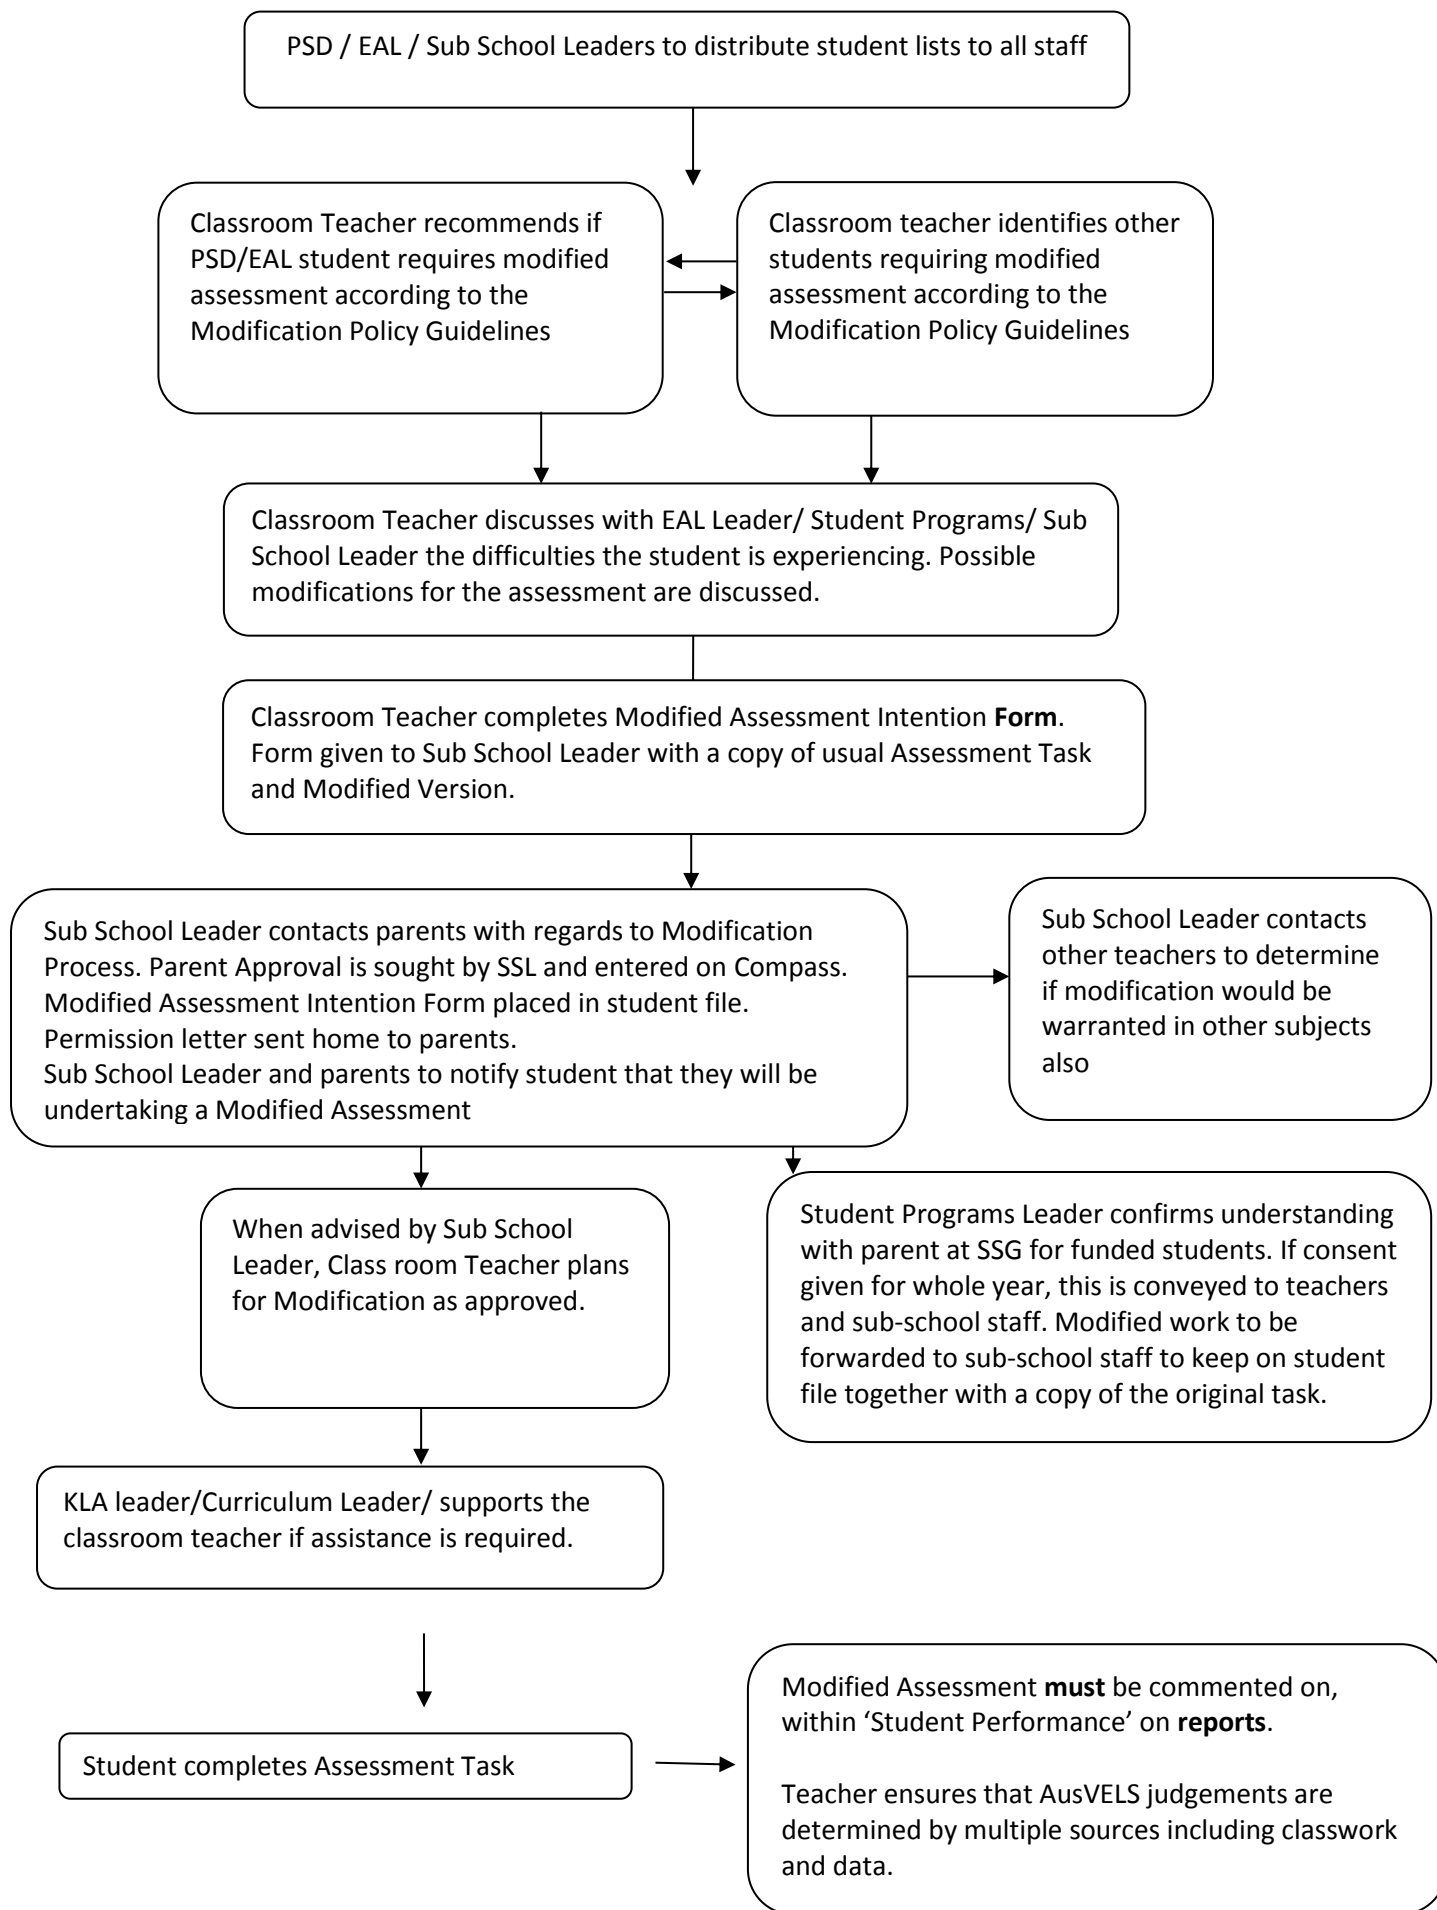 PSD / EAL / Sub School Leaders to distribute student lists to all staff
Classroom Teacher recommends if
PSD/EAL student requires modified
assessment according to the
Modification Policy Guidelines
Classroom teacher identifies other
students requiring modified
assessment according to the
Modification Policy Guidelines
Classroom Teacher discusses with EAL Leader/ Student Programs/ Sub
School Leader the difficulties the student is experiencing. Possible
modifications for the assessment are discussed.
Classroom Teacher completes Modified Assessment Intention Form.
Form given to Sub School Leader with a copy of usual Assessment Task
and Modified Version.
Sub School Leader contacts parents with regards to Modification
Process. Parent Approval is sought by SSL and entered on Compass.
Modified Assessment Intention Form placed in student file.
Permission letter sent home to parents.
Sub School Leader and parents to notify student that they will be
undertaking a Modified Assessment
Sub School Leader contacts
other teachers to determine
if modification would be
warranted in other subjects
also
When advised by Sub School
Leader, Class room Teacher plans
for Modification as approved.
Student Programs Leader confirms understanding
with parent at SSG for funded students. If consent
given for whole year, this is conveyed to teachers
and sub-school staff. Modified work to be
forwarded to sub-school staff to keep on student
file together with a copy of the original task.
KLA leader/Curriculum Leader/ supports the
classroom teacher if assistance is required.
Student completes Assessment Task
Modified Assessment must be commented on,
within ‘Student Performance’ on reports.
Teacher ensures that AusVELS judgements are
determined by multiple sources including classwork
and data.